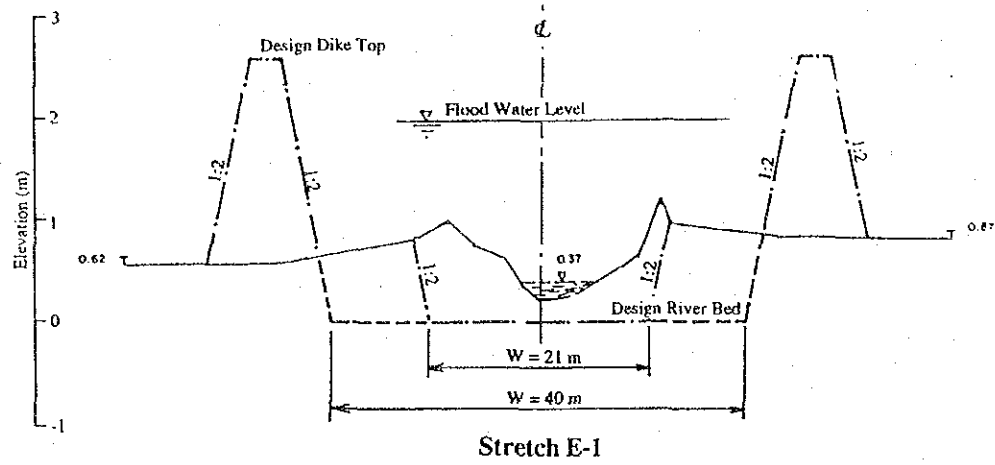 3
Design Dike Top
℄
2
Flood Water Level
1:2
1:2
1:2
1:2
Elevation (m)
1
0.62
0.87
0.37
1:2
1:2
Design River Bed
0
W = 21 m
W = 40 m
-1
Stretch E-1